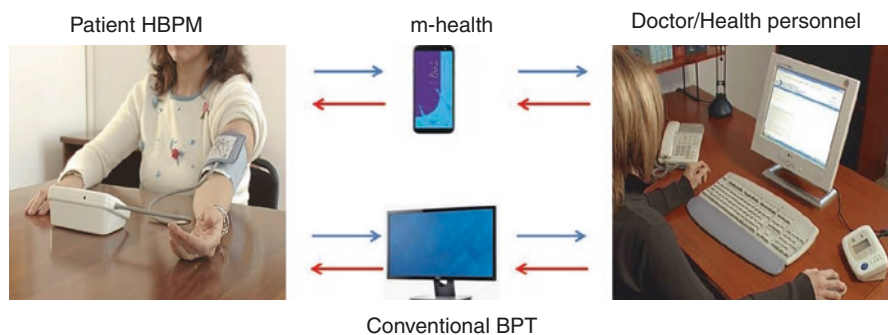 Patient HBPM
m-health
Doctor/Health personnel
Conventional BPT